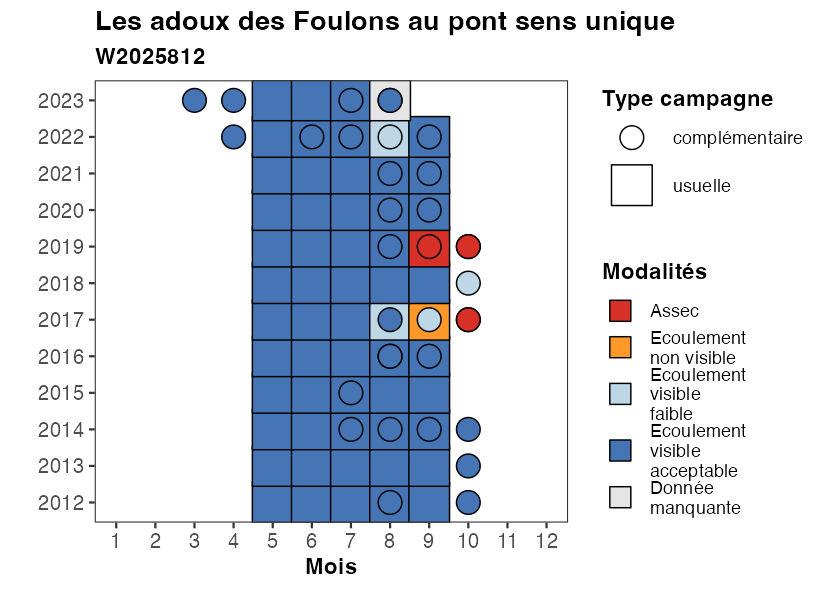 Les adoux des Foulons au pont sens unique
W2025812
2023
2022
2021
2020
2019
2018
2017
2016
2015
2014
2013
2012
1 2 3 4 5 6 7 8 9 10 11 12
Mois
Type campagne
complémentaire
usuelle
Modalités
Assec
Ecoulement
non visible
Ecoulement
visible
faible
Ecoulement
visible
acceptable
Donnée
manquante